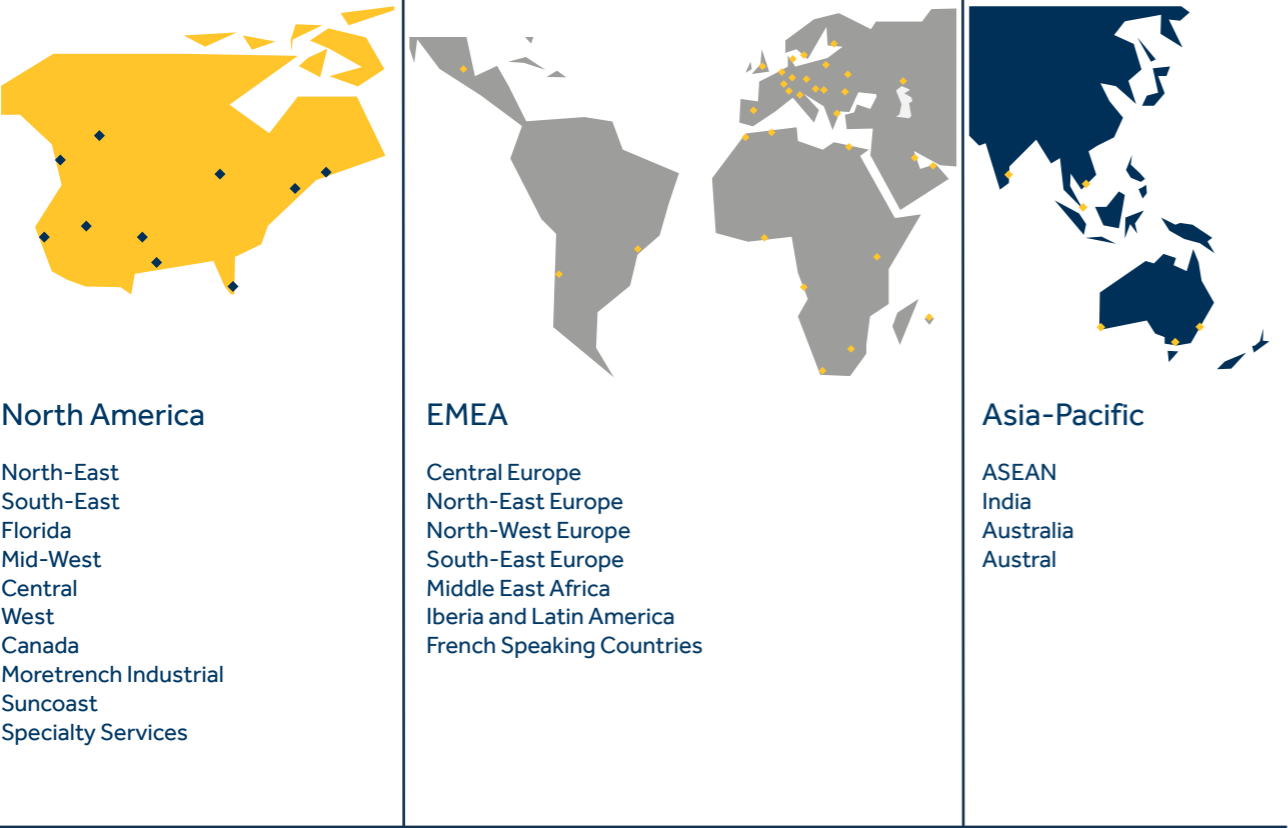 North America
North-East
South-East
Florida
Mid-West
Central
West
Canada
Moretrench Industrial
Suncoast
Specialty Services
EMEA
Central Europe
North-East Europe
North-West Europe
South-East Europe
Middle East Africa
Iberia and Latin America
French Speaking Countries
Asia-Pacific
ASEAN
India
Australia
Austral